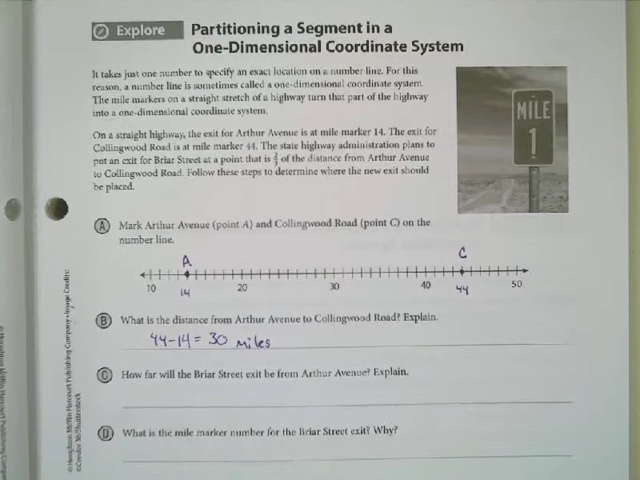 Explore
Partitioning a Segment in a
One-Dimensional Coordinate System
It takes just one number to specify an exact location on a number line. For this
reason, a number line is sometimes called a one-dimensional coordinate system.
The mile markers on a straight stretch of a highway turn that part of the highway
into a one-dimensional coordinate system.
On a straight highway, the exit for Arthur Avenue is at mile marker 14. The exit for
Collingwood Road is at mile marker 44. The state highway administration plans to
put an exit for Briar Street at a point that is of the distance from Arthur Avenue
to Collingwood Road. Follow these steps to determine where the new exit should
be placed.
MILE
1
A Mark Arthur Avenue (point A) and Collingwood Road (point C) on the
number line.
A C
10 20 30 40 50
14 44
B What is the distance from Arthur Avenue to Collingwood Road? Explain.
44-14 = 30 miles
C How far will the Briar Street exit be from Arthur Avenue? Explain.
D What is the mile marker number for the Briar Street exit? Why?
© Houghton Mifflin Harcourt Publishing Company • Image Credits: